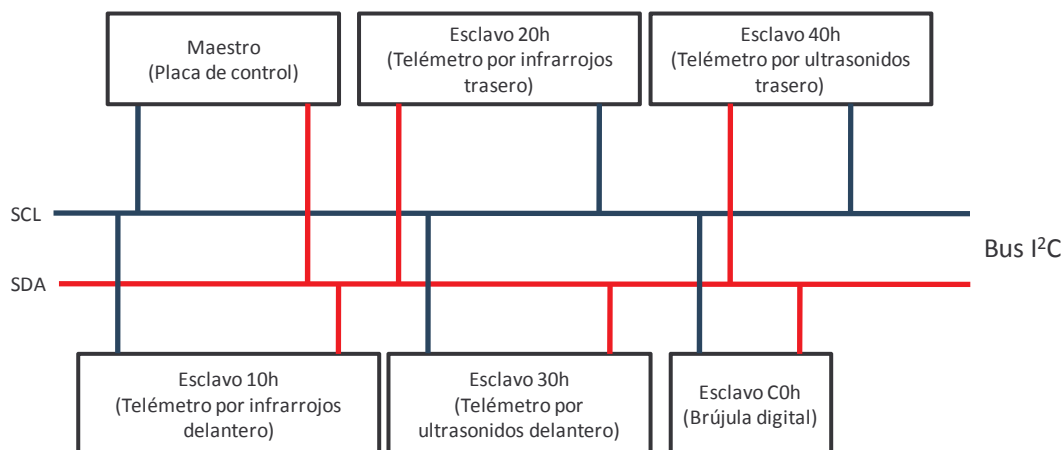 Maestro
(Placa de control)
Esclavo 20h
(Telémetro por infrarrojos
trasero)
Esclavo 40h
(Telémetro por ultrasonidos
trasero)
SCL
Bus I²C
SDA
Esclavo 10h
(Telémetro por infrarrojos
delantero)
Esclavo 30h
(Telémetro por
ultrasonidos delantero)
Esclavo C0h
(Brújula digital)